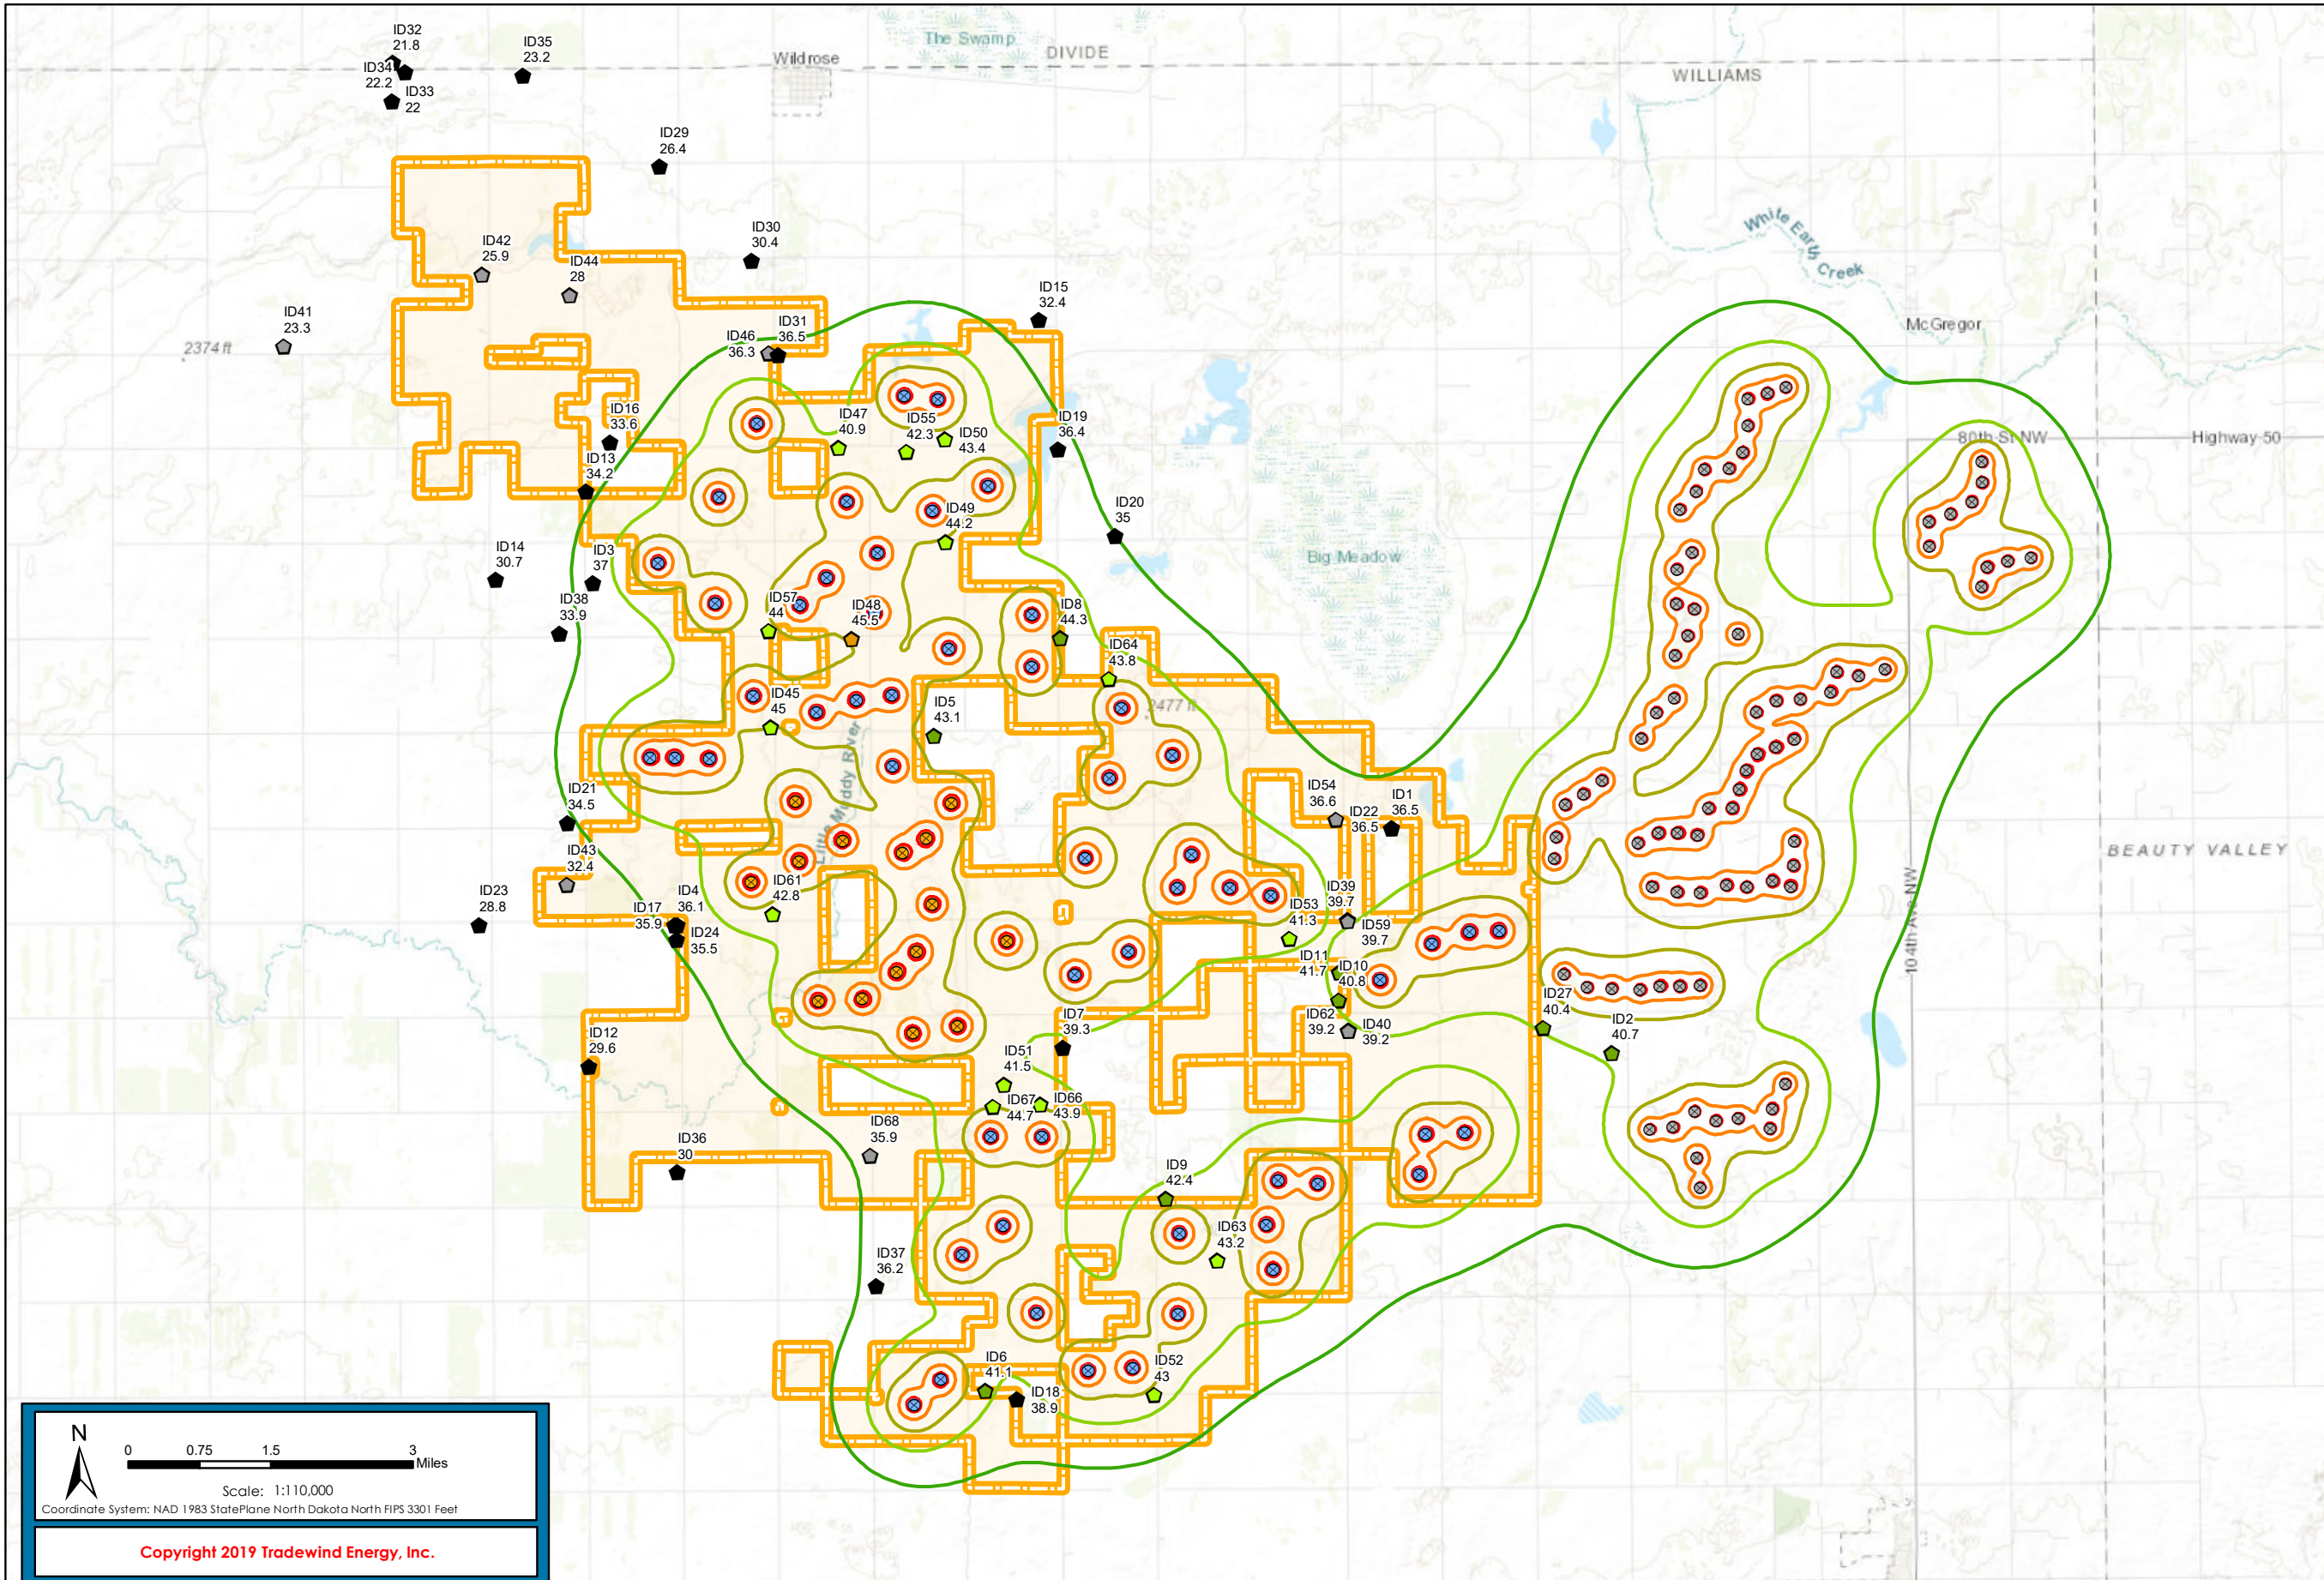 ID32
21.8
ID34
22.2
ID33
22
ID35
23.2
Wildrose
The Swamp
DIVIDE
WILLIAMS
ID29
26.4
ID30
30.4
ID42
25.9
ID44
28
ID41
23.3
2374 ft
ID15
32.4
ID31
36.5
ID46
36.3
White Earth Creek
McGregor
ID16
33.6
ID47
40.9
ID55
42.3
ID50
43.4
ID19
36.4
80th St NW
Highway 50
ID13
34.2
ID49
44.2
ID20
35
Big Meadow
ID14
30.7
ID3
37
ID38
33.9
ID57
44
ID48
45.5
ID8
44.3
ID64
43.8
ID45
45
ID5
43.1
2477 ft
Little Muddy River
ID21
34.5
ID54
36.6
ID22
36.5
ID1
36.5
BEAUTY VALLEY
ID43
32.4
ID23
28.8
ID4
36.1
ID17
35.9
ID24
35.5
ID61
42.8
ID39
39.7
ID53
41.3
ID59
39.7
104th Ave NW
ID11
41.7
ID10
40.8
ID27
40.4
ID2
40.7
ID12
29.6
ID7
39.3
ID62
39.2
ID40
39.2
ID51
41.5
ID67
44.7
ID66
43.9
ID68
35.9
ID36
30
ID9
42.4
ID63
43.2
ID37
36.2
ID6
41.1
ID18
38.9
ID52
43
N
0 0.75 1.5 3
Miles
Scale: 1:110,000
Coordinate System: NAD 1983 StatePlane North Dakota North FIPS 3301 Feet
Copyright 2019 Tradewind Energy, Inc.